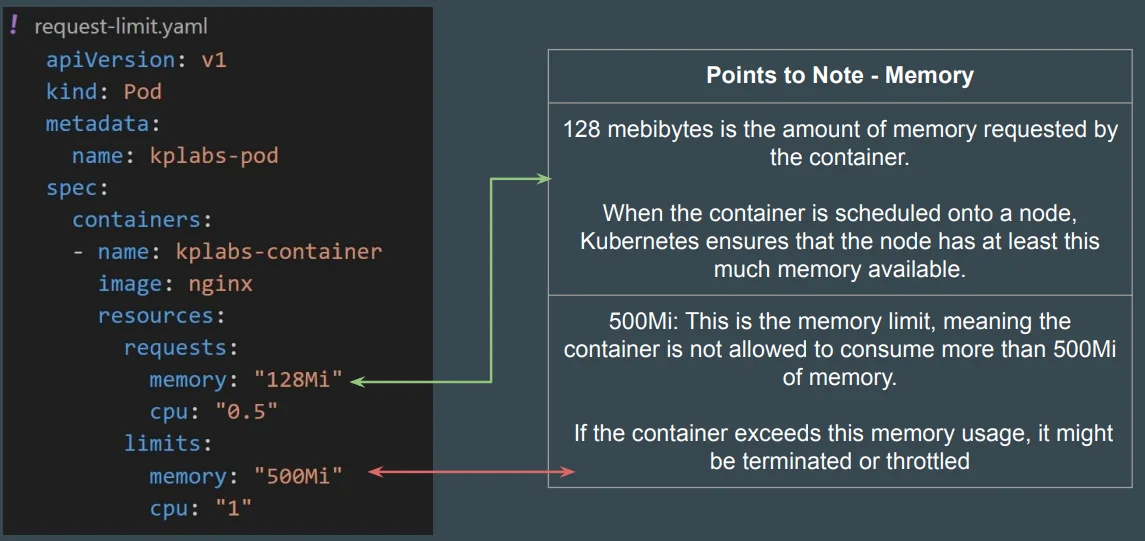 ! request-limit.yaml
apiVersion: v1
kind: Pod
metadata:
  name: kplabs-pod
spec:
  containers:
  - name: kplabs-container
    image: nginx
    resources:
      requests:
        memory: "128Mi"
        cpu: "0.5"
      limits:
        memory: "500Mi"
        cpu: "1"
Points to Note - Memory
128 mebibytes is the amount of memory requested by
the container.
When the container is scheduled onto a node,
Kubernetes ensures that the node has at least this
much memory available.
500Mi: This is the memory limit, meaning the
container is not allowed to consume more than 500Mi
of memory.
If the container exceeds this memory usage, it might
be terminated or throttled